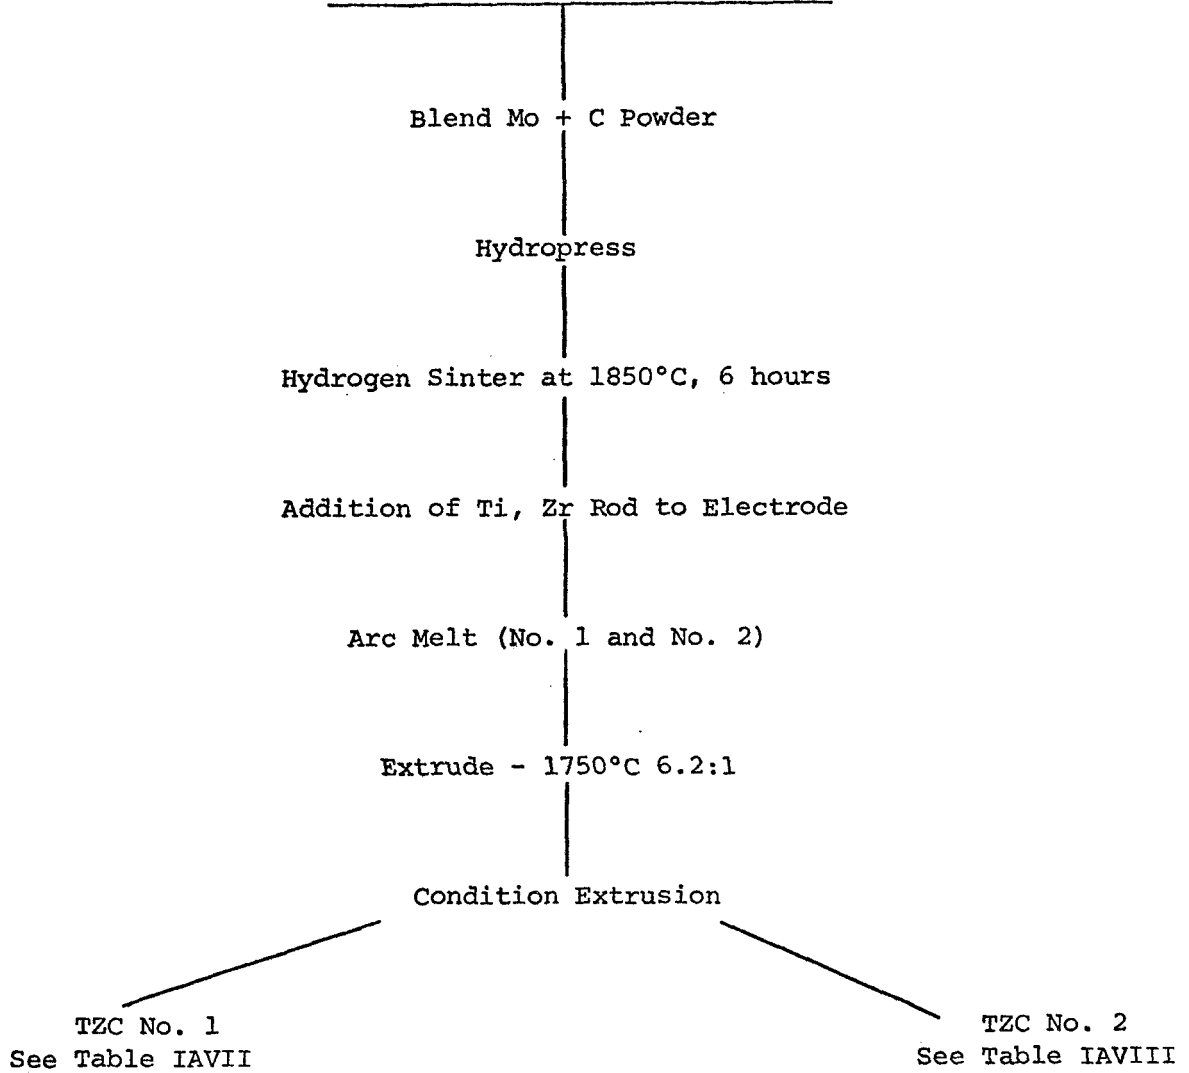 Blend Mo + C Powder
Hydropress
Hydrogen Sinter at 1850°C, 6 hours
Addition of Ti, Zr Rod to Electrode
Arc Melt (No. 1 and No. 2)
Extrude - 1750°C 6.2:1
Condition Extrusion
TZC No. 1
See Table IAVII
TZC No. 2
See Table IAVIII